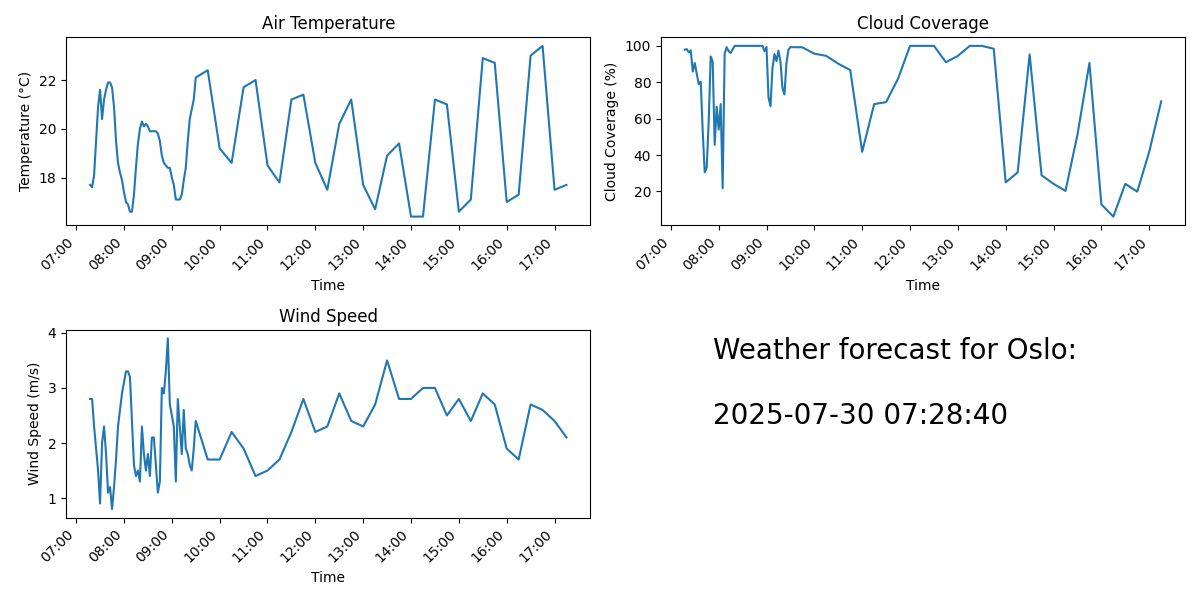 Air Temperature
Temperature (°C)
22
20
18
07:00 08:00 09:00 10:00 11:00 12:00 13:00 14:00 15:00 16:00 17:00
Time
Cloud Coverage
Cloud Coverage (%)
100
80
60
40
20
07:00 08:00 09:00 10:00 11:00 12:00 13:00 14:00 15:00 16:00 17:00
Time
Wind Speed
Wind Speed (m/s)
4
3
2
1
07:00 08:00 09:00 10:00 11:00 12:00 13:00 14:00 15:00 16:00 17:00
Time
Weather forecast for Oslo:
2025-07-30 07:28:40